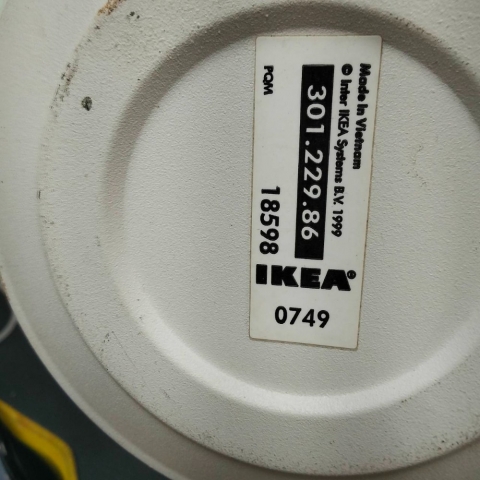 Made in Vietnam
© Inter IKEA Systems B.V. 1999
301.229.86
PQM
18598
IKEA®
0749